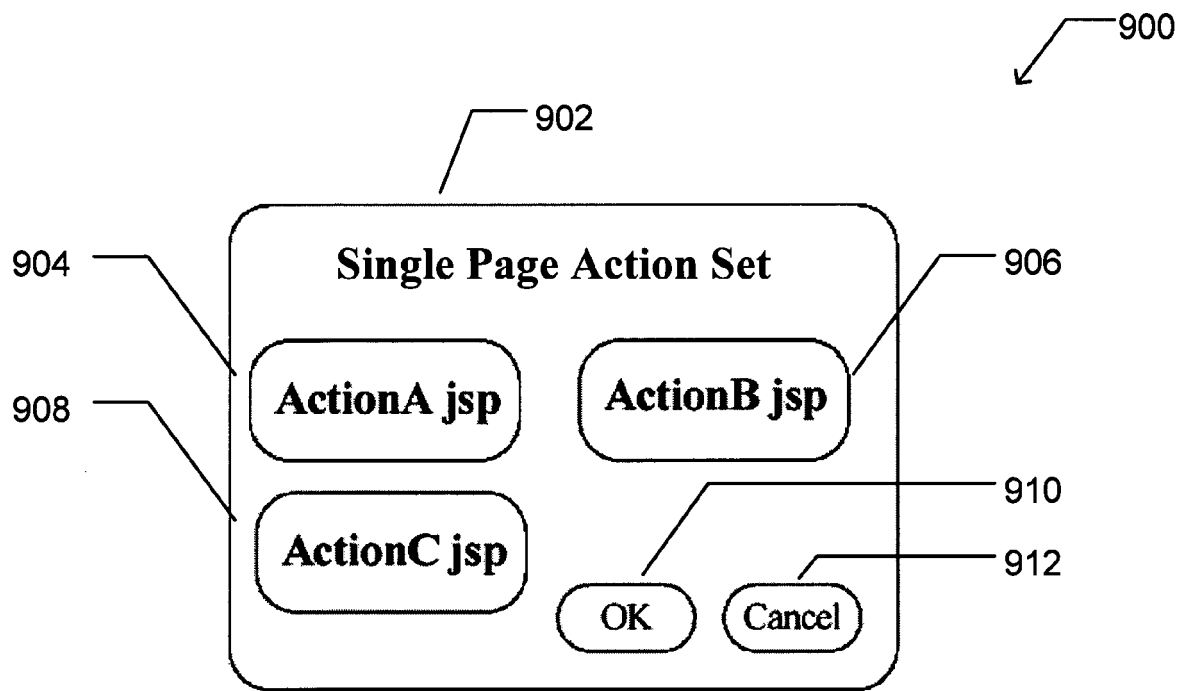 900
902
904
Single Page Action Set
906
ActionA jsp
ActionB jsp
908
910
ActionC jsp
912
OK
Cancel